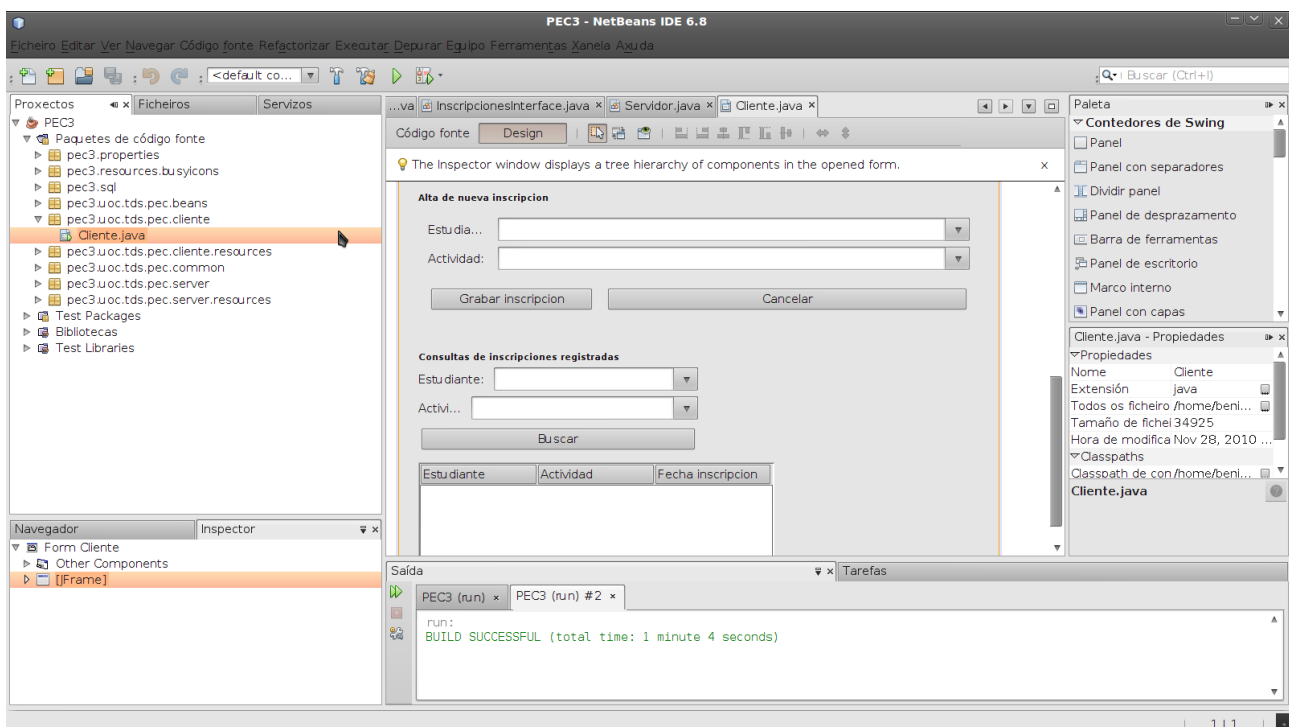 PEC3 - NetBeans IDE 6.8
Ficheiro Editar Ver Navegar Código fonte Refactorizar Executar Depurar Equipo Ferramentas Xanela Axuda
<default co...
Buscar (Ctrl+I)
Proxectos
Ficheiros
Servizos
PEC3
Paquetes de código fonte
pec3.properties
pec3.resources.busyicons
pec3.sql
pec3.uoc.tds.pec.beans
pec3.uoc.tds.pec.cliente
Cliente.java
pec3.uoc.tds.pec.cliente.resources
pec3.uoc.tds.pec.common
pec3.uoc.tds.pec.server
pec3.uoc.tds.pec.server.resources
Test Packages
Bibliotecas
Test Libraries
Navegador
Inspector
Form Cliente
Other Components
[JFrame]
...va
InscripcionesInterface.java
Servidor.java
Cliente.java
Código fonte
Design
The Inspector window displays a tree hierarchy of components in the opened form.
x
Alta de nueva inscripcion
Estudia...
Actividad:
Grabar inscripcion
Cancelar
Consultas de inscripciones registradas
Estudiante:
Activi...
Buscar
Estudiante
Actividad
Fecha inscripcion
Saída
Tarefas
PEC3 (run)
PEC3 (run) #2
run:
BUILD SUCCESSFUL (total time: 1 minute 4 seconds)
Paleta
Contedores de Swing
Panel
Panel con separadores
Dividir panel
Panel de desprazamento
Barra de ferramentas
Panel de escritorio
Marco interno
Panel con capas
Cliente.java - Propiedades
Propiedades
Nome Cliente
Extensión java
Todos os ficheiro /home/beni...
Tamaño de fichei 34925
Hora de modifica Nov 28, 2010 ...
Classpaths
Classpath de con /home/beni...
Cliente.java
1 | 1